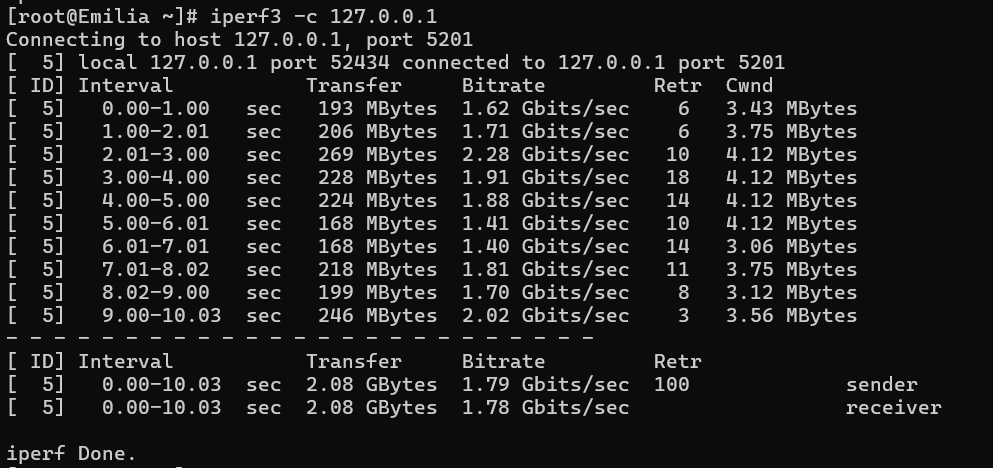 [root@Emilia ~]# iperf3 -c 127.0.0.1
Connecting to host 127.0.0.1, port 5201
[  5] local 127.0.0.1 port 52434 connected to 127.0.0.1 port 5201
[ ID] Interval           Transfer     Bitrate         Retr  Cwnd
[  5]   0.00-1.00   sec   193 MBytes  1.62 Gbits/sec    6   3.43 MBytes
[  5]   1.00-2.01   sec   206 MBytes  1.71 Gbits/sec    6   3.75 MBytes
[  5]   2.01-3.00   sec   269 MBytes  2.28 Gbits/sec   10   4.12 MBytes
[  5]   3.00-4.00   sec   228 MBytes  1.91 Gbits/sec   18   4.12 MBytes
[  5]   4.00-5.00   sec   224 MBytes  1.88 Gbits/sec   14   4.12 MBytes
[  5]   5.00-6.01   sec   168 MBytes  1.41 Gbits/sec   10   4.12 MBytes
[  5]   6.01-7.01   sec   168 MBytes  1.40 Gbits/sec   14   3.06 MBytes
[  5]   7.01-8.02   sec   218 MBytes  1.81 Gbits/sec   11   3.75 MBytes
[  5]   8.02-9.00   sec   199 MBytes  1.70 Gbits/sec    8   3.12 MBytes
[  5]   9.00-10.03  sec   246 MBytes  2.02 Gbits/sec    3   3.56 MBytes
- - - - - - - - - - - - - - - - - - - - - - - - -
[ ID] Interval           Transfer     Bitrate         Retr
[  5]   0.00-10.03  sec  2.08 GBytes  1.79 Gbits/sec  100             sender
[  5]   0.00-10.03  sec  2.08 GBytes  1.78 Gbits/sec                  receiver
iperf Done.